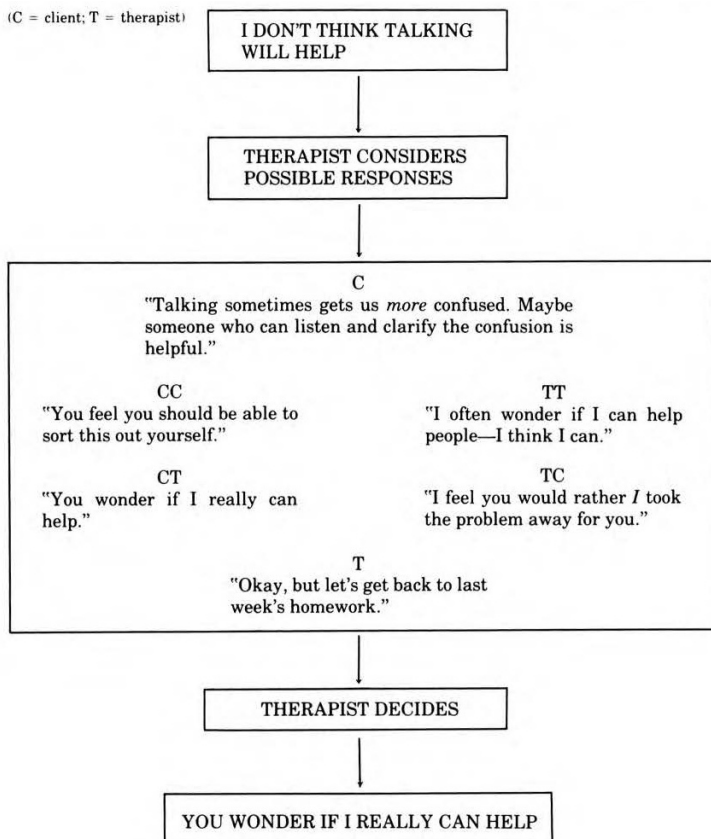 (C = client; T = therapist)
I DON'T THINK TALKING
WILL HELP
THERAPIST CONSIDERS
POSSIBLE RESPONSES
C
"Talking sometimes gets us more confused. Maybe
someone who can listen and clarify the confusion is
helpful."
CC
"You feel you should be able to
sort this out yourself."
TT
"I often wonder if I can help
people—I think I can."
CT
"You wonder if I really can
help."
TC
"I feel you would rather I took
the problem away for you."
T
"Okay, but let's get back to last
week's homework."
THERAPIST DECIDES
YOU WONDER IF I REALLY CAN HELP